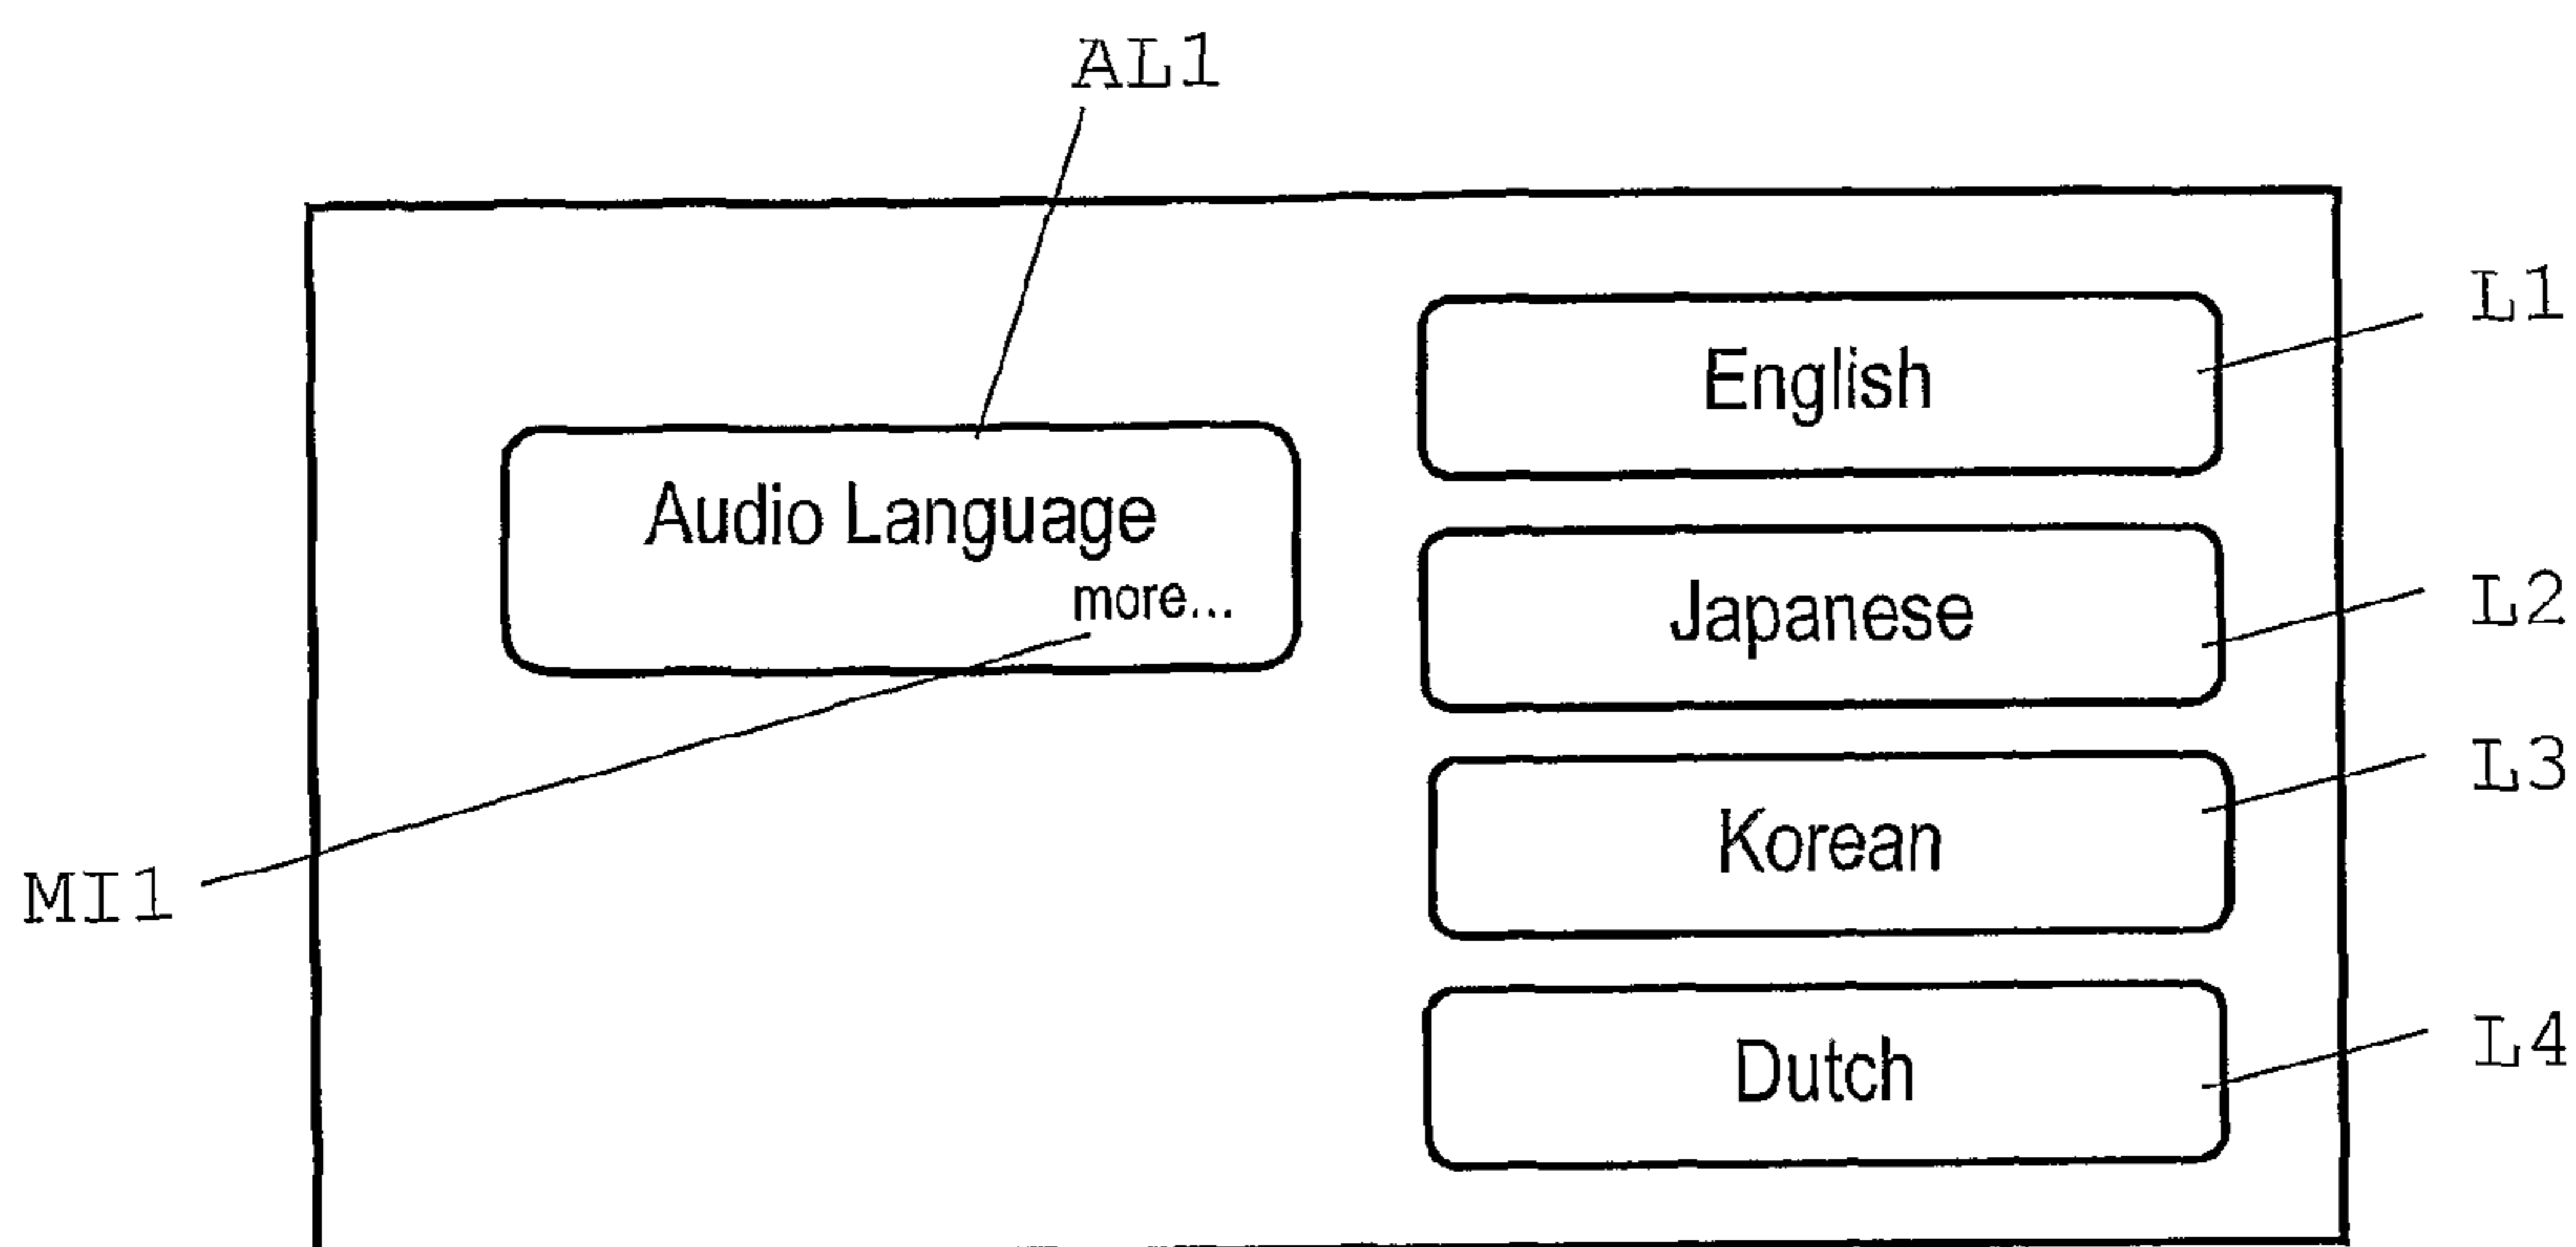 AL1
English
L1
Audio Language
more...
Japanese
L2
Korean
L3
MI1
Dutch
L4